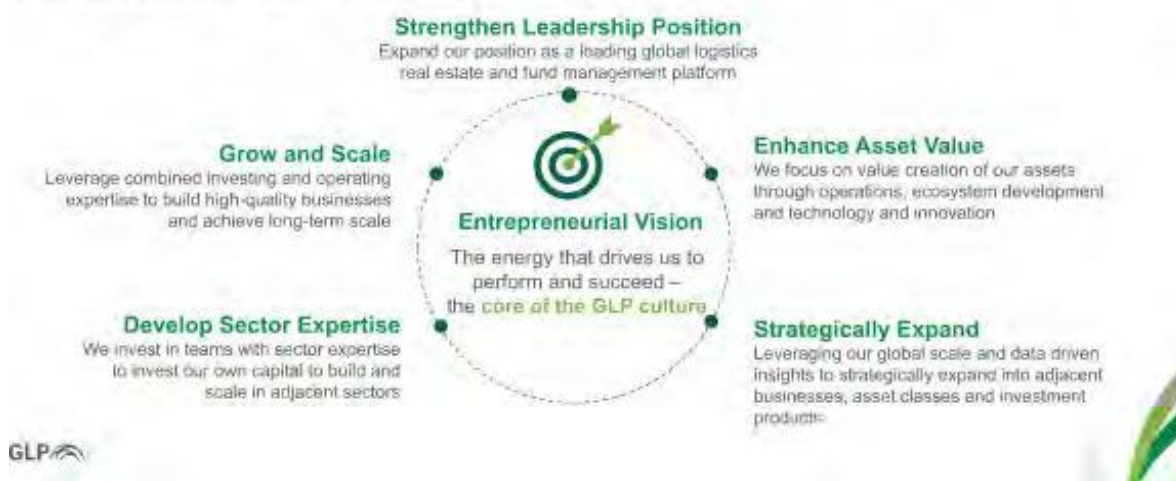 Strengthen Leadership Position
Expand our position as a leading global logistics
real estate and fund management platform
Grow and Scale
Leverage combined investing and operating
expertise to build high-quality businesses
and achieve long-term scale
Enhance Asset Value
We focus on value creation of our assets
through operations, ecosystem development
and technology and innovation
Entrepreneurial Vision
The energy that drives us to
perform and succeed –
the core of the GLP culture
Develop Sector Expertise
We invest in teams with sector expertise
to invest our own capital to build and
scale in adjacent sectors
Strategically Expand
Leveraging our global scale and data driven
insights to strategically expand into adjacent
businesses, asset classes and investment
products
GLP